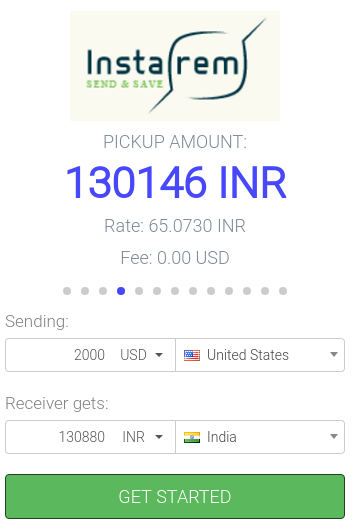 Instarem
SEND & SAVE
PICKUP AMOUNT:
130146 INR
Rate: 65.0730 INR
Fee: 0.00 USD
Sending:
2000 USD United States
Receiver gets:
130880 INR India
GET STARTED